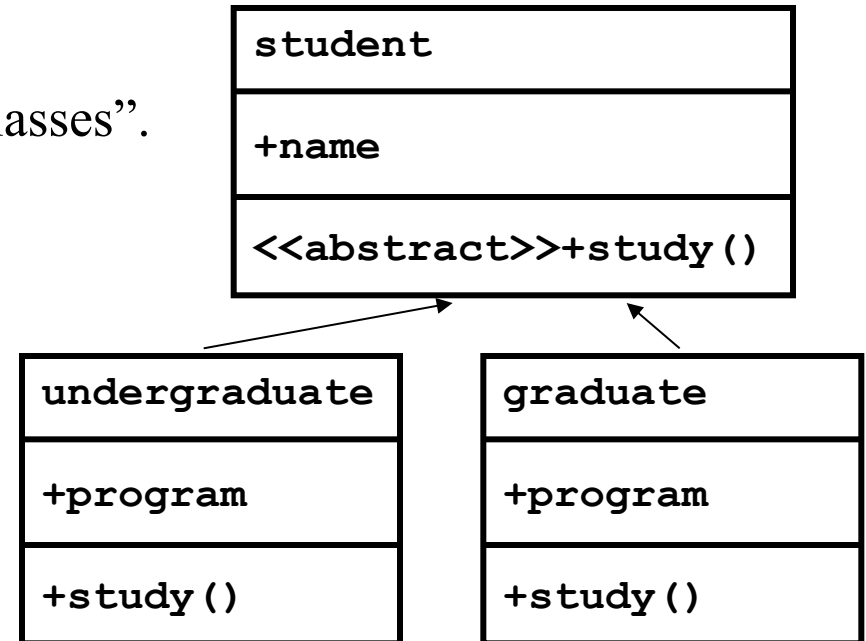 student
asses”.
+name
<<abstract>>+study()
undergraduate
graduate
+program
+program
+study()
+study()